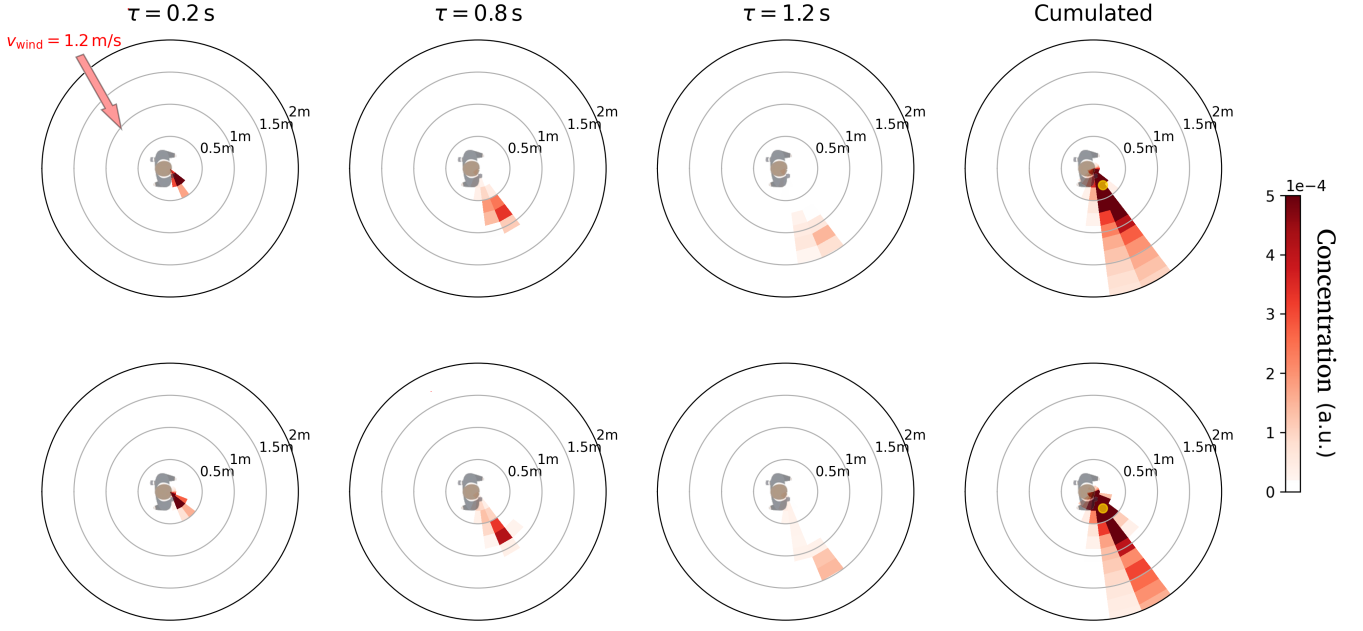 τ = 0.2 s
τ = 0.8 s
τ = 1.2 s
Cumulated
v_wind = 1.2 m/s
2m
1.5m
1m
0.5m
2m
1.5m
1m
0.5m
2m
1.5m
1m
0.5m
2m
1.5m
1m
0.5m
1e−4
5
4
3
2
1
0
Concentration (a.u.)
2m
1.5m
1m
0.5m
2m
1.5m
1m
0.5m
2m
1.5m
1m
0.5m
2m
1.5m
1m
0.5m